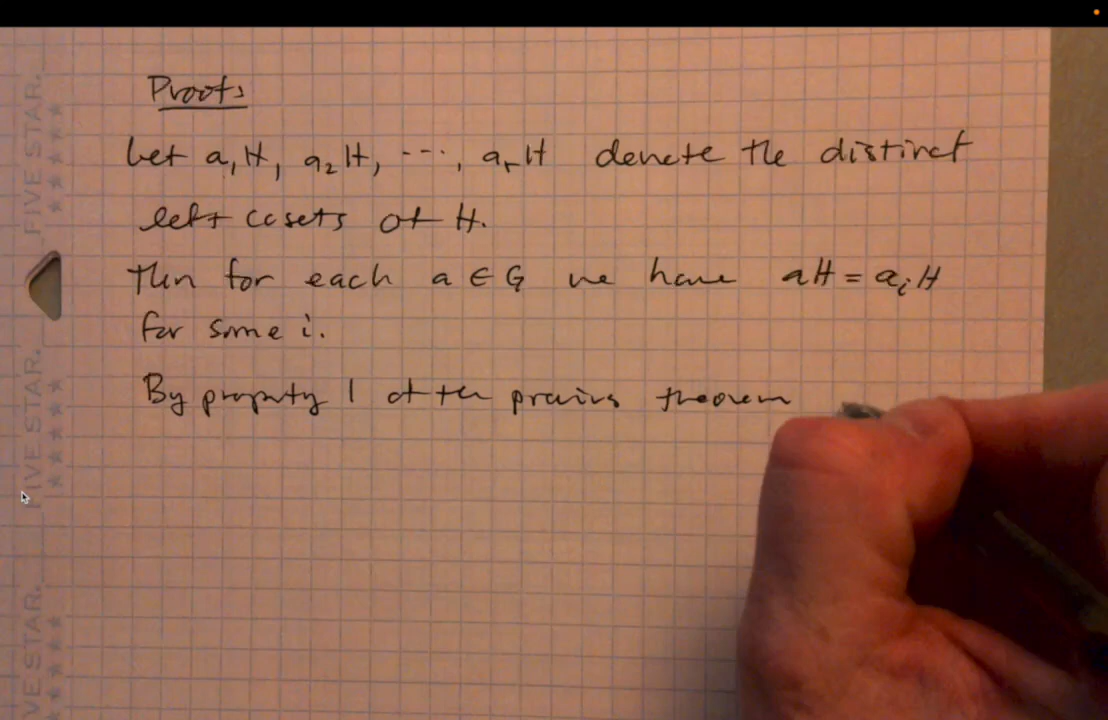 Proofs
Let a₁H, a₂H, ---, aᵣH denote the distinct
left cosets of H.
Then for each a ∈ G we have aH = aᵢH
for some i.
By property 1 of the previous theorem
FIVE STAR.
FIVE STAR.
FIVE STAR.